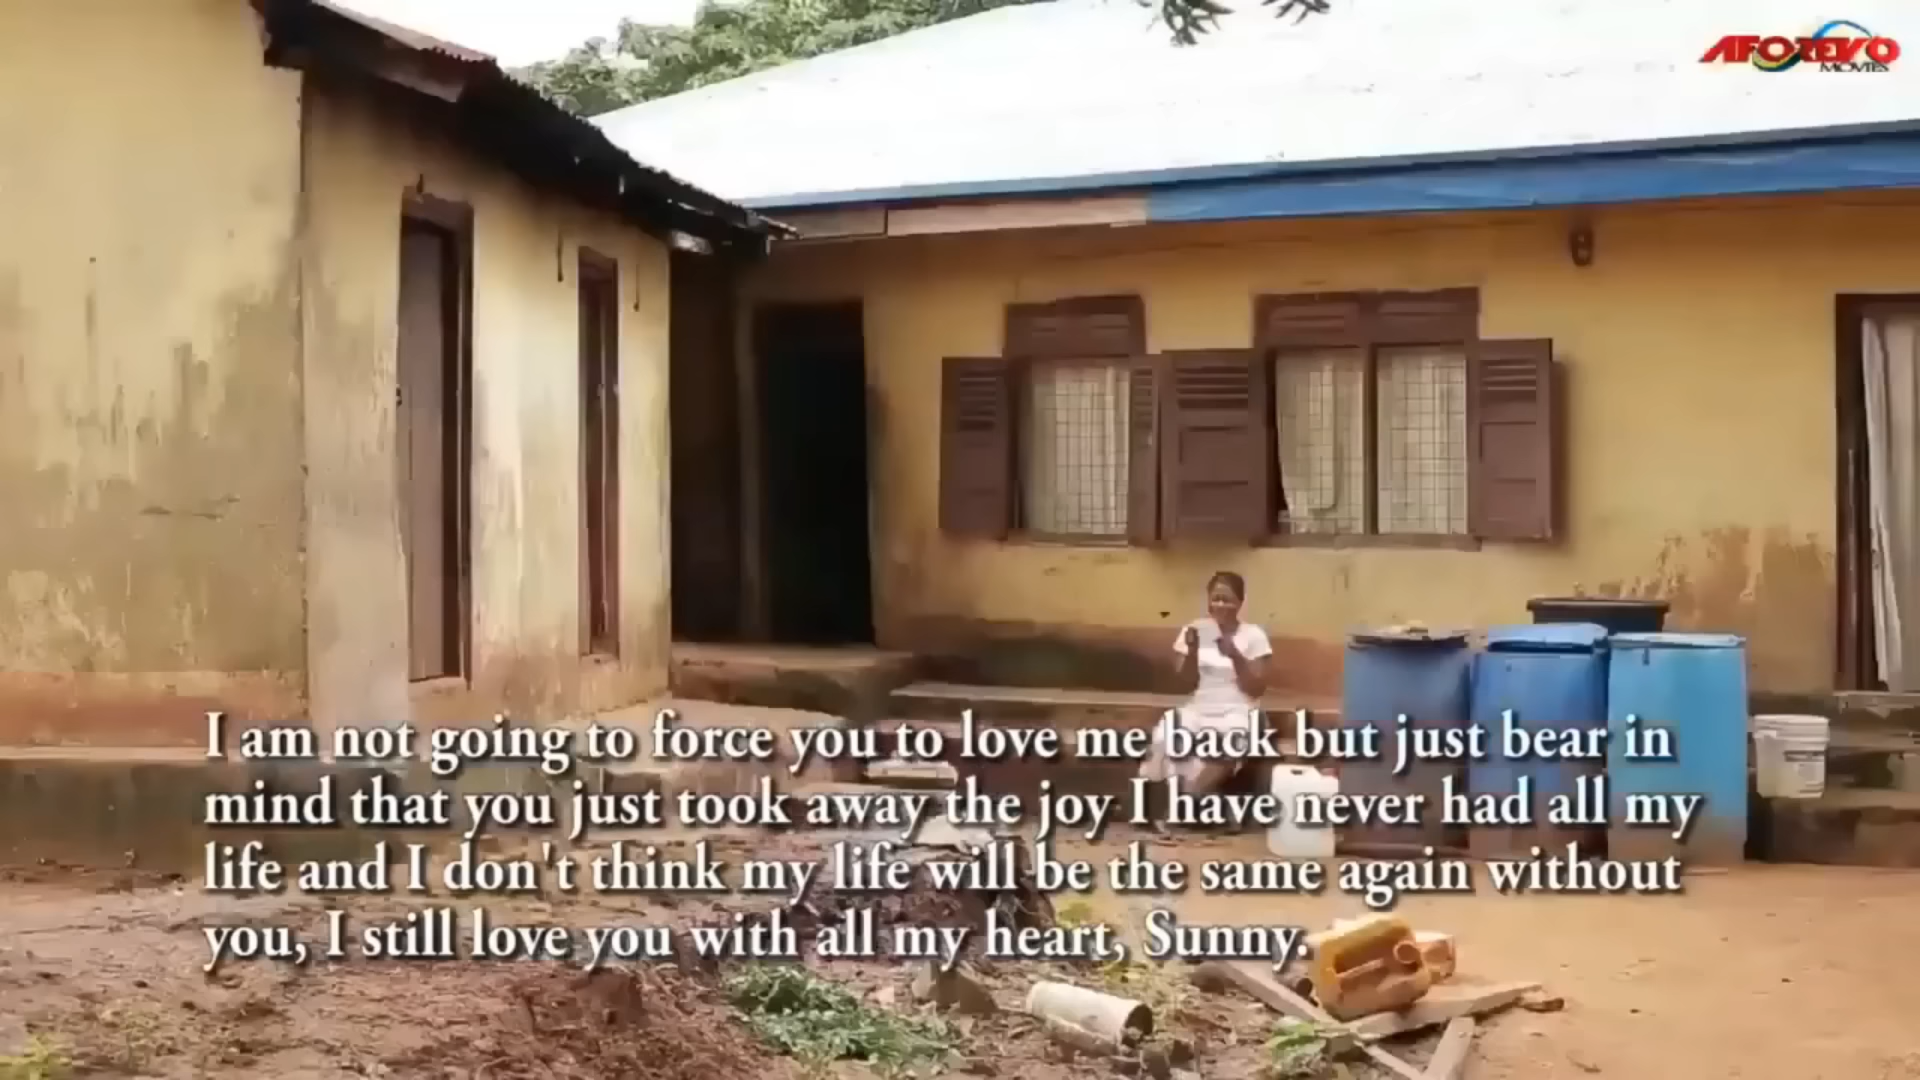 AFOREVO
MOVIES
I am not going to force you to love me back but just bear in
mind that you just took away the joy I have never had all my
life and I don't think my life will be the same again without
you, I still love you with all my heart, Sunny.